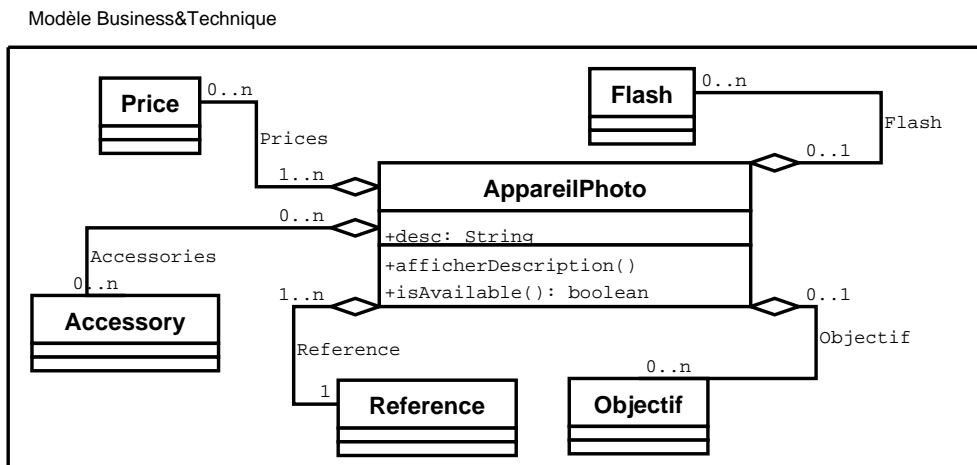 Modèle Business&Technique
0..n
Price
Prices
1..n
0..n
Flash
Flash
0..1
AppareilPhoto
+desc: String
+afficherDescription()
+isAvailable(): boolean
0..n
Accessories
0..n
Accessory
1..n
Reference
1
Reference
0..1
Objectif
0..n
Objectif